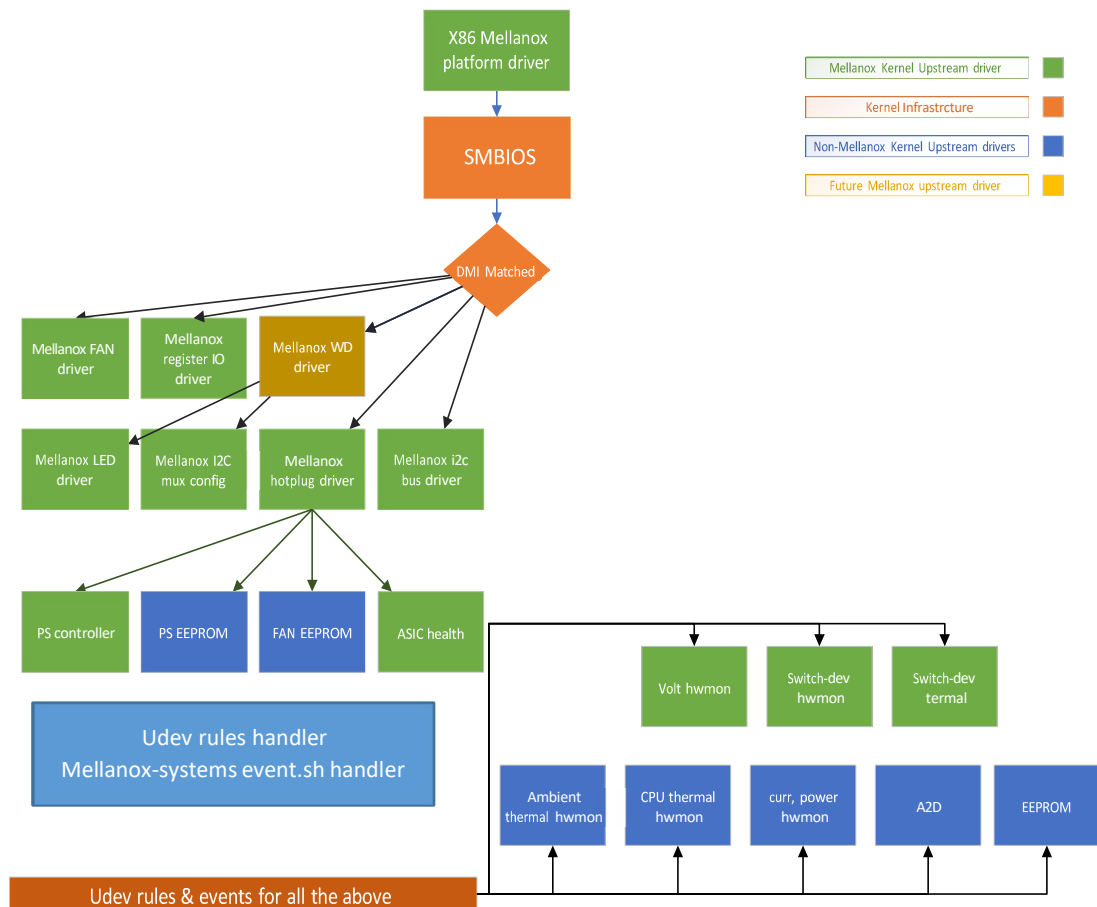 X86 Mellanox
platform driver
Mellanox Kernel Upstream driver
Kernel Infrastrcture
SMBIOS
Non-Mellanox Kernel Upstream drivers
Future Mellanox upstream driver
DMI Matched
Mellanox FAN
driver
Mellanox
register IO
driver
Mellanox WD
driver
Mellanox LED
driver
Mellanox I2C
mux config
Mellanox
hotplug driver
Mellanox i2c
bus driver
PS controller
PS EEPROM
FAN EEPROM
ASIC health
Volt hwmon
Switch-dev
hwmon
Switch-dev
termal
Udev rules handler
Mellanox-systems event.sh handler
Ambient
thermal hwmon
CPU thermal
hwmon
curr, power
hwmon
A2D
EEPROM
Udev rules & events for all the above